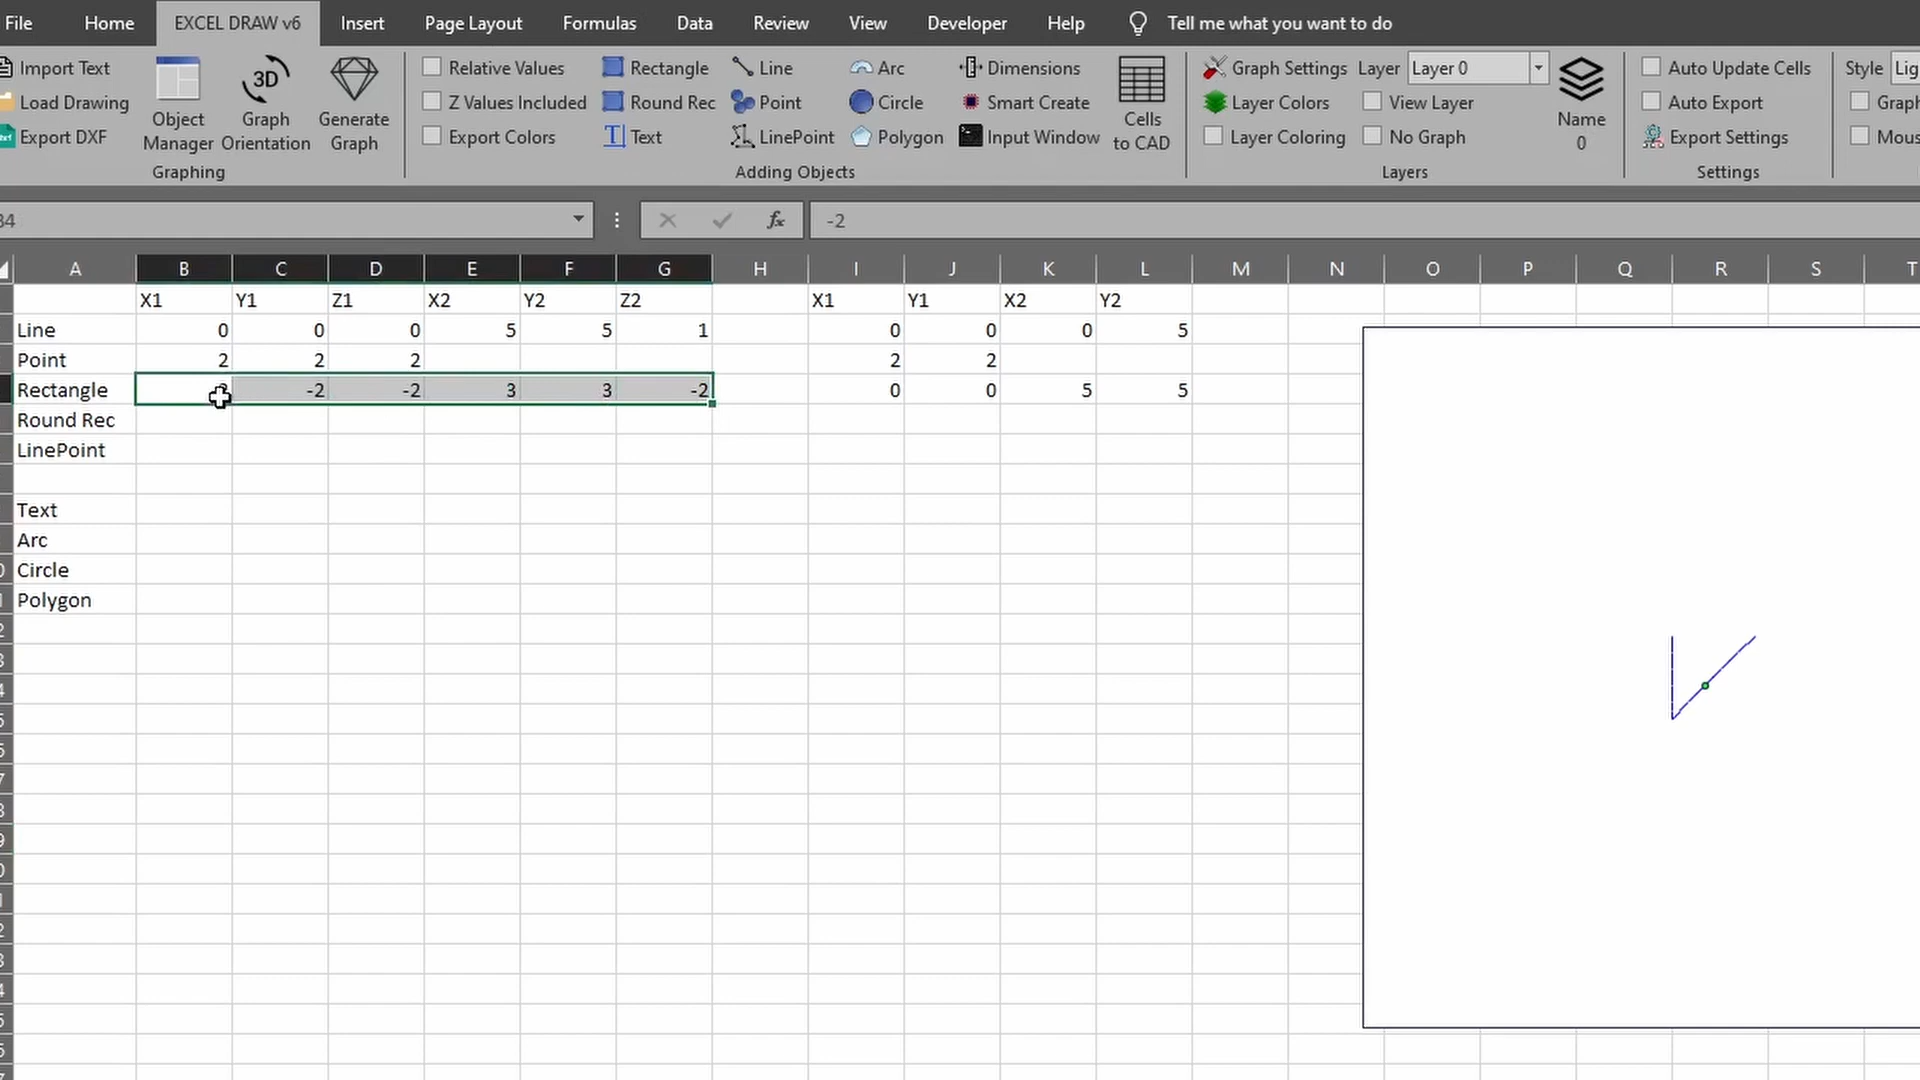 File Home EXCEL DRAW v6 Insert Page Layout Formulas Data Review View Developer Help Tell me what you want to do
Import Text
Load Drawing
Export DXF
Object Manager
Graph Orientation
Generate Graph
Graphing
Relative Values
Z Values Included
Export Colors
Rectangle
Round Rec
Text
Line
Point
LinePoint
Arc
Circle
Polygon
Dimensions
Smart Create
Input Window
Cells to CAD
Adding Objects
Graph Settings
Layer Colors
Layer Coloring
Layer Layer 0
View Layer
No Graph
Name 0
Layers
Auto Update Cells
Auto Export
Export Settings
Settings
Style
fx -2
A B C D E F G H I J K L M N O P Q R S T
X1 Y1 Z1 X2 Y2 Z2 X1 Y1 X2 Y2
Line 0 0 0 5 5 1 0 0 0 5
Point 2 2 2 2 2
Rectangle -2 -2 3 3 -2 0 0 5 5
Round Rec
LinePoint
Text
Arc
Circle
Polygon